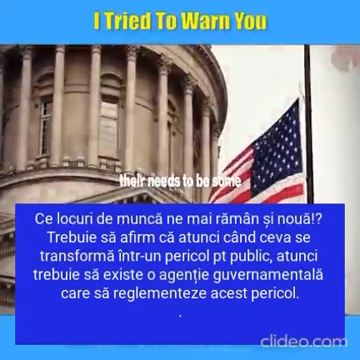 I Tried To Warn You
their needs to be some
Ce locuri de muncă ne mai rămân și nouă!?
Trebuie să afirm că atunci când ceva se
transformă într-un pericol pt public, atunci
trebuie să existe o agenție guvernamentală
care să reglementeze acest pericol.
.
clideo.com